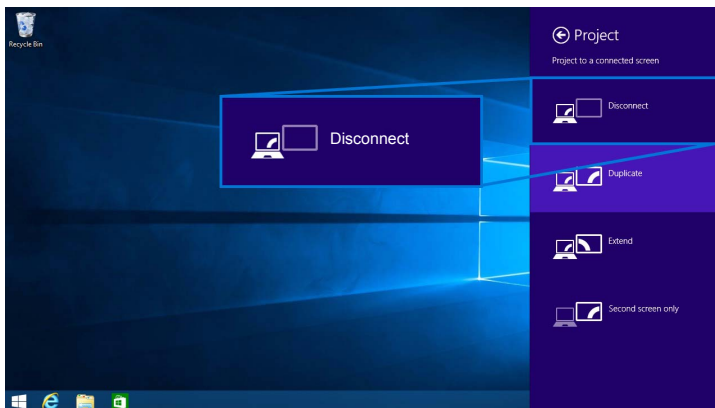 Recycle Bin
Project
Project to a connected screen
Disconnect
Disconnect
Duplicate
Extend
Second screen only